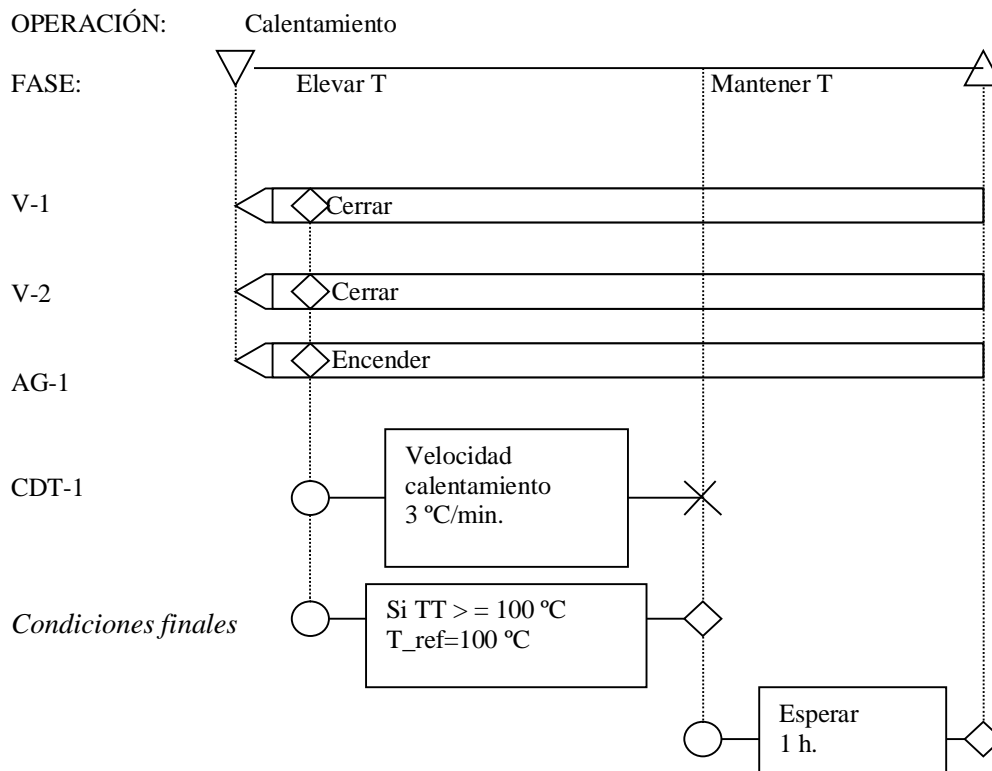 OPERACIÓN: Calentamiento
FASE: Elevar T Mantener T
V-1 Cerrar
V-2 Cerrar
Encender
AG-1
Velocidad
calentamiento
CDT-1
3 ºC/min.
Si TT > = 100 ºC
Condiciones finales
T_ref=100 ºC
Esperar
1 h.